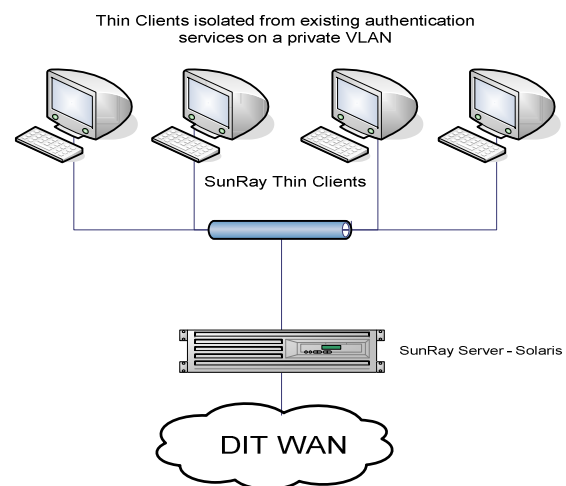 Thin Clients isolated from existing authentication
services on a private VLAN
SunRay Thin Clients
SunRay Server - Solaris
DIT WAN